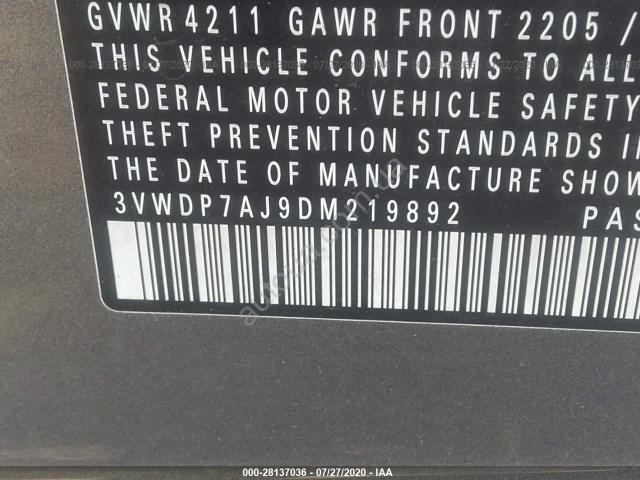 GVWR 4211 GAWR FRONT 2205 /
THIS VEHICLE CONFORMS TO ALL
FEDERAL MOTOR VEHICLE SAFETY
THEFT PREVENTION STANDARDS I
THE DATE OF MANUFACTURE SHOW
3VWDP7AJ9DM219892 PAS
000-28137036 - 07/27/2020 - IAA